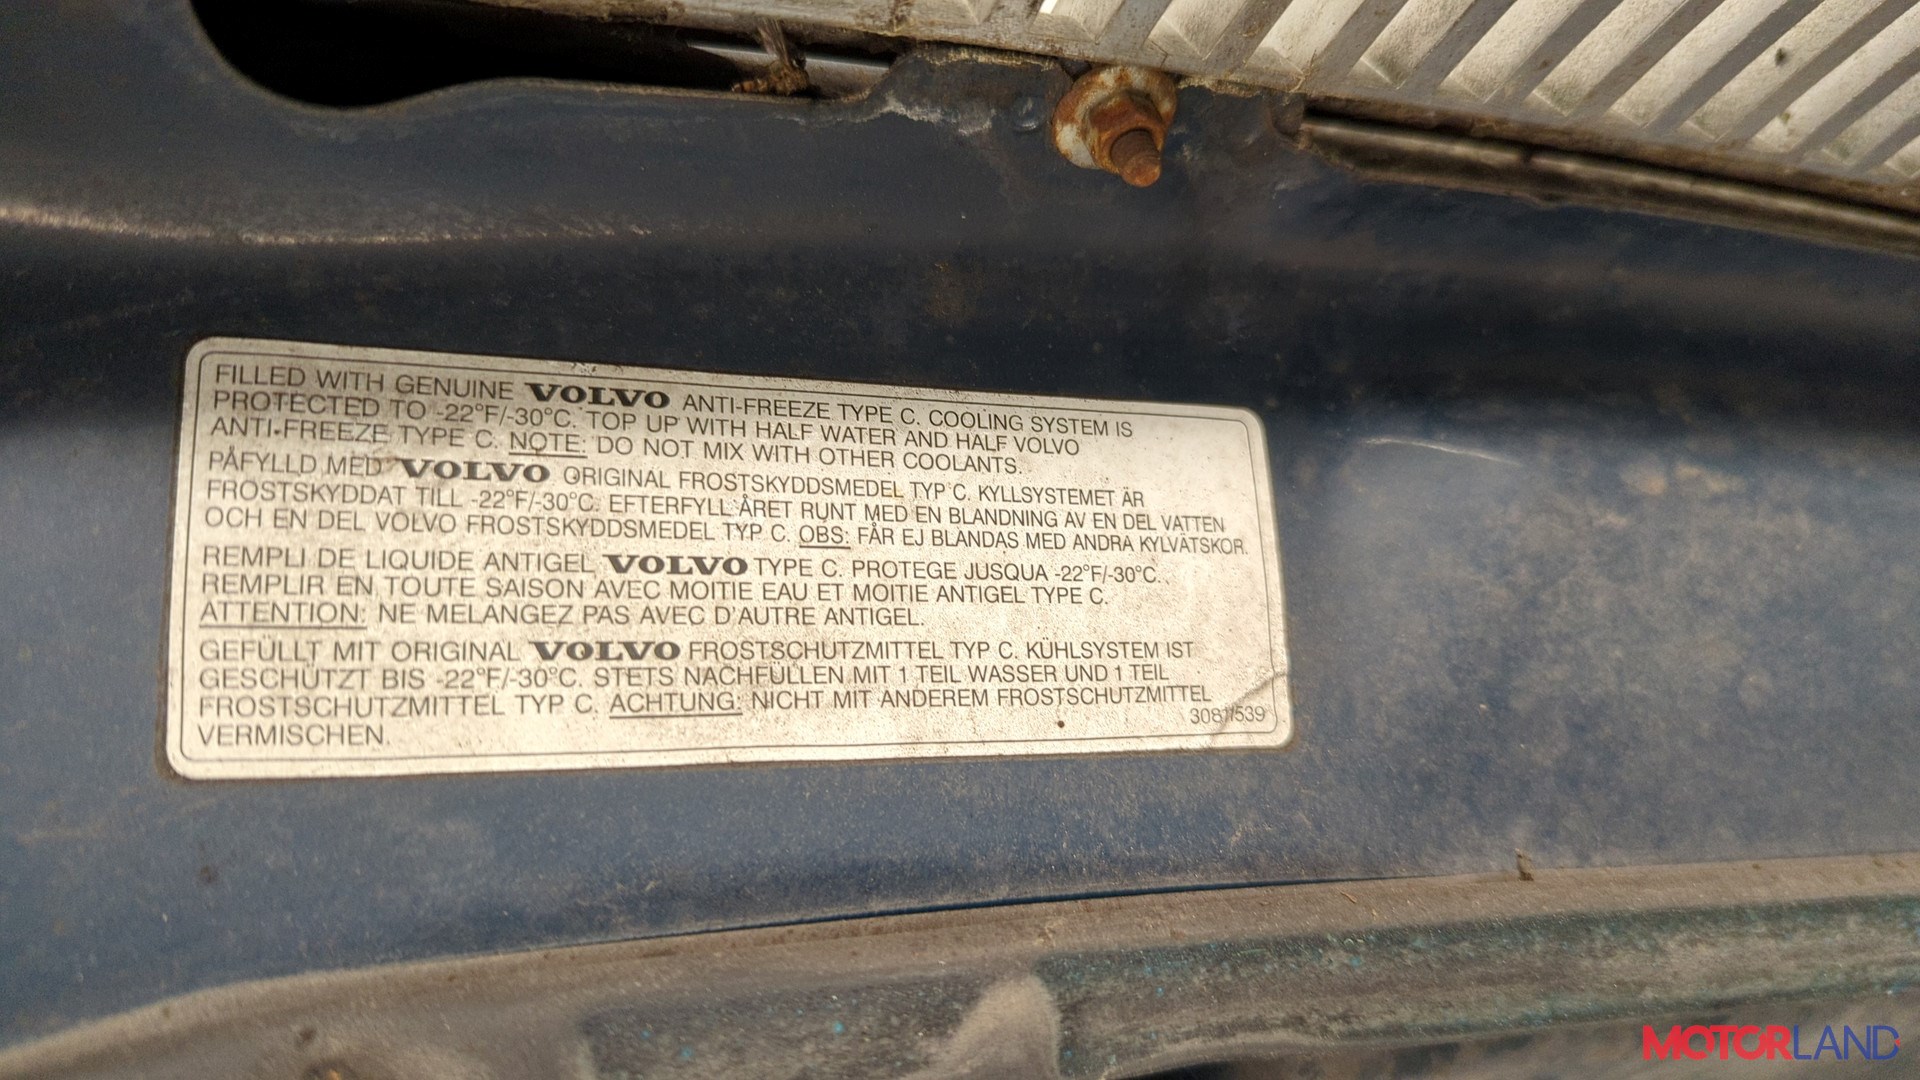 FILLED WITH GENUINE VOLVO ANTI-FREEZE TYPE C. COOLING SYSTEM IS
PROTECTED TO -22°F/-30°C. TOP UP WITH HALF WATER AND HALF VOLVO
ANTI-FREEZE TYPE C. NOTE: DO NOT MIX WITH OTHER COOLANTS.
PÅFYLLD MED VOLVO ORIGINAL FROSTSKYDDSMEDEL TYP C. KYLLSYSTEMET ÄR
FROSTSKYDDAT TILL -22°F/-30°C. EFTERFYLL ÅRET RUNT MED EN BLANDNING AV EN DEL VATTEN
OCH EN DEL VOLVO FROSTSKYDDSMEDEL TYP C. OBS: FÅR EJ BLANDAS MED ANDRA KYLVÄTSKOR.
REMPLI DE LIQUIDE ANTIGEL VOLVO TYPE C. PROTEGE JUSQUA -22°F/-30°C.
REMPLIR EN TOUTE SAISON AVEC MOITIE EAU ET MOITIE ANTIGEL TYPE C.
ATTENTION: NE MELANGEZ PAS AVEC D'AUTRE ANTIGEL.
GEFÜLLT MIT ORIGINAL VOLVO FROSTSCHUTZMITTEL TYP C. KÜHLSYSTEM IST
GESCHÜTZT BIS -22°F/-30°C. STETS NACHFÜLLEN MIT 1 TEIL WASSER UND 1 TEIL
FROSTSCHUTZMITTEL TYP C. ACHTUNG: NICHT MIT ANDEREM FROSTSCHUTZMITTEL
VERMISCHEN.
MOTORLAND